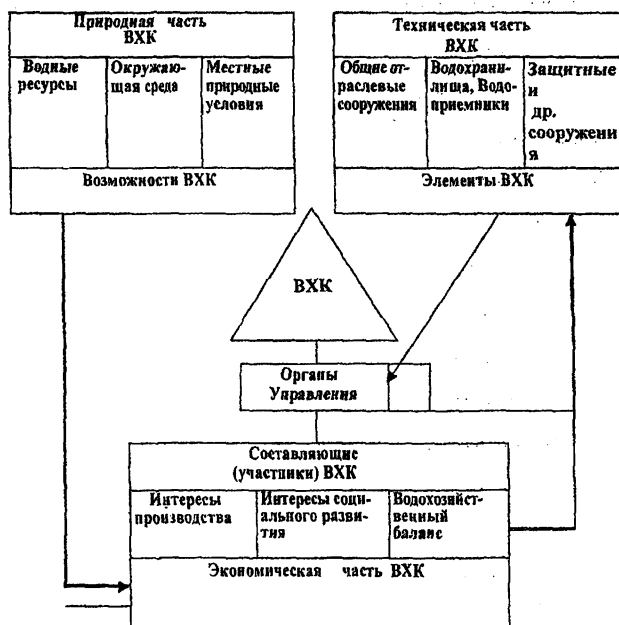 Природная часть
ВХК
Водные
ресурсы
Окружаю-
щая среда
Местные
природные
условия
Возможности ВХК
Техническая часть
ВХК
Общие от-
раслевые
сооружения
Водохрани-
лища, Водо-
приемники
Защитные
и
др.
сооружени
я
Элементы ВХК
ВХК
Органы
Управления
Составляющие
(участники) ВХК
Интересы
производства
Интересы соци-
ального разви-
тия
Водохозяйст-
венный
баланс
Экономическая часть ВХК